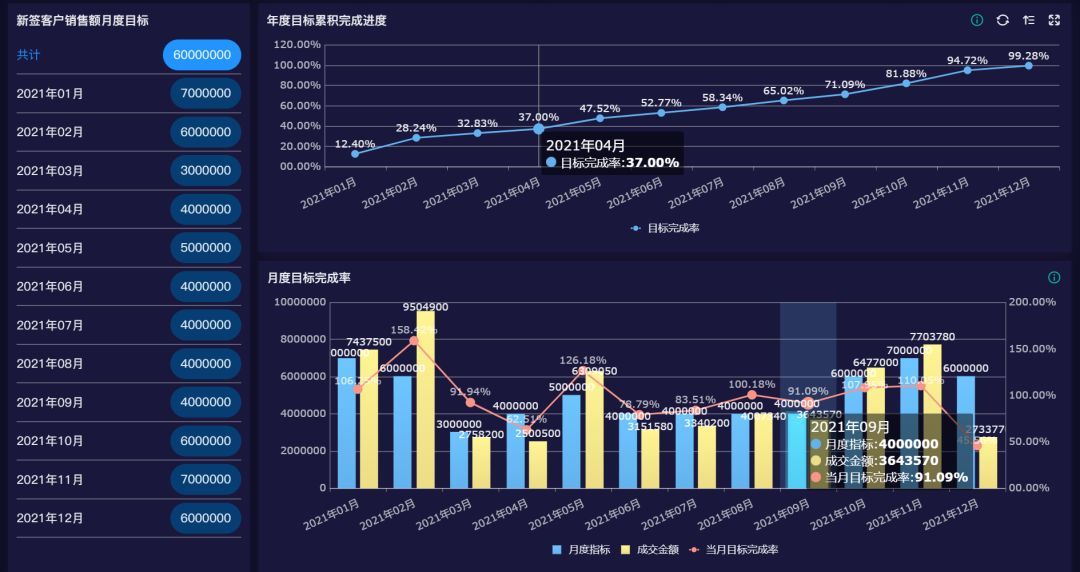 新签客户销售额月度目标
共计 60000000
2021年01月 7000000
2021年02月 6000000
2021年03月 3000000
2021年04月 4000000
2021年05月 5000000
2021年06月 4000000
2021年07月 4000000
2021年08月 4000000
2021年09月 4000000
2021年10月 6000000
2021年11月 7000000
2021年12月 6000000
年度目标累积完成进度
120.00%
100.00%
80.00%
60.00%
40.00%
20.00%
00.00%
12.40% 28.24% 32.83% 37.00% 47.52% 52.77% 58.34% 65.02% 71.09% 81.88% 94.72% 99.28%
2021年04月
目标完成率:37.00%
2021年01月 2021年02月 2021年03月 2021年04月 2021年05月 2021年06月 2021年07月 2021年08月 2021年09月 2021年10月 2021年11月 2021年12月
目标完成率
月度目标完成率
10000000
8000000
6000000
4000000
2000000
0
200.00%
150.00%
100.00%
50.00%
00.00%
7437500 9504900
6000000 3000000 4000000 5000000 4000000 4000000 4000000 4000000 6000000 7000000 6000000
2758200 2500500 3151580 3340200 3643570 6477000 7703780
158.42% 91.94% 62.51% 126.18% 78.79% 83.51% 100.18% 91.09%
2021年09月
月度指标:4000000
成交金额:3643570
当月目标完成率:91.09%
2021年01月 2021年02月 2021年03月 2021年04月 2021年05月 2021年06月 2021年07月 2021年08月 2021年09月 2021年10月 2021年11月 2021年12月
月度指标 成交金额 当月目标完成率